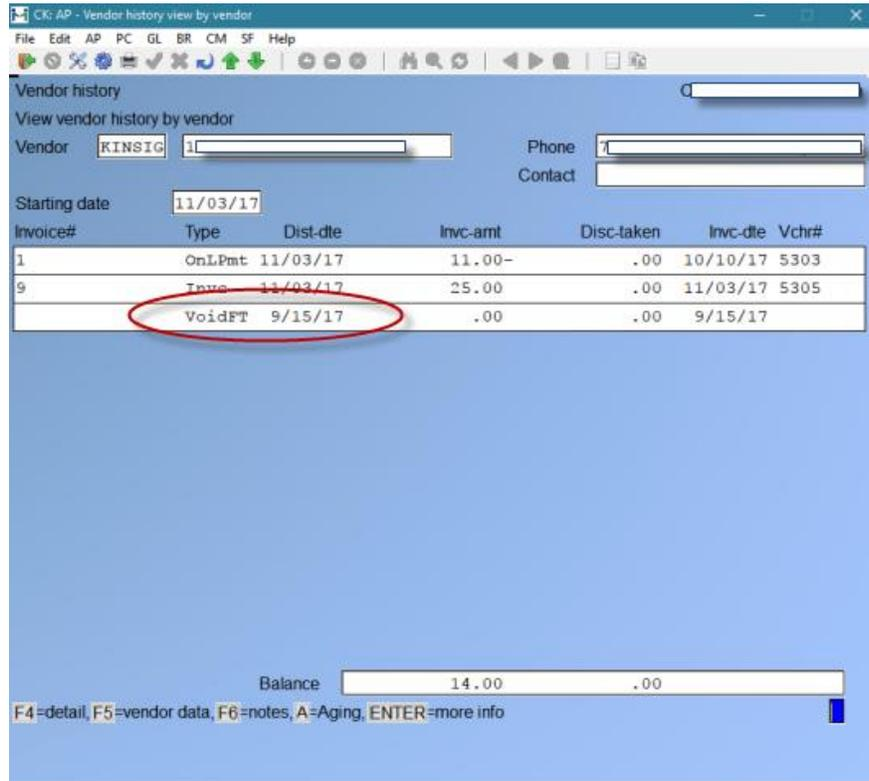 CK: AP - Vendor history view by vendor
File Edit AP PC GL BR CM SF Help
Vendor history C
View vendor history by vendor
Vendor KINSIG 1 Phone 7
Contact
Starting date 11/03/17
Invoice# Type Dist-dte Invc-amt Disc-taken Invc-dte Vchr#
1 OnLPmt 11/03/17 11.00- .00 10/10/17 5303
9 Invc 11/03/17 25.00 .00 11/03/17 5305
VoidFT 9/15/17 .00 .00 9/15/17
Balance 14.00 .00
F4=detail, F5=vendor data, F6=notes, A=Aging, ENTER=more info